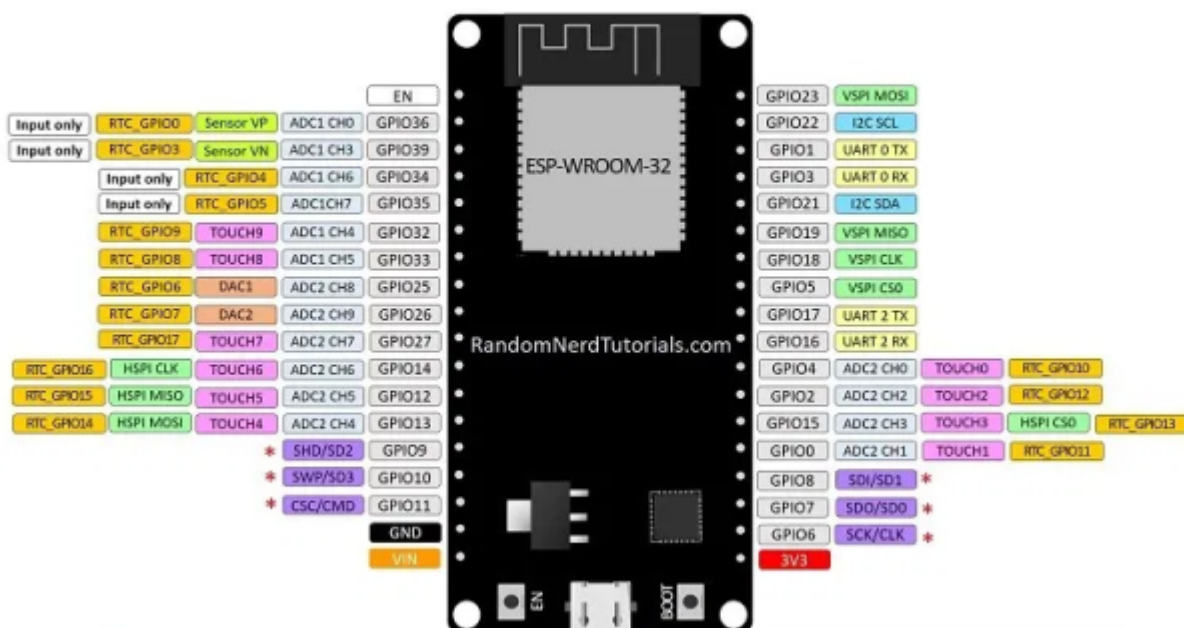 EN
Input only RTC_GPIO0 Sensor VP ADC1 CH0 GPIO36
Input only RTC_GPIO3 Sensor VN ADC1 CH3 GPIO39
Input only RTC_GPIO4 ADC1 CH6 GPIO34
Input only RTC_GPIO5 ADC1CH7 GPIO35
RTC_GPIO9 TOUCH9 ADC1 CH4 GPIO32
RTC_GPIO8 TOUCH8 ADC1 CH5 GPIO33
RTC_GPIO6 DAC1 ADC2 CH8 GPIO25
RTC_GPIO7 DAC2 ADC2 CH9 GPIO26
RTC_GPIO17 TOUCH7 ADC2 CH7 GPIO27
RTC_GPIO16 HSPI CLK TOUCH6 ADC2 CH6 GPIO14
RTC_GPIO15 HSPI MISO TOUCH5 ADC2 CH5 GPIO12
RTC_GPIO14 HSPI MOSI TOUCH4 ADC2 CH4 GPIO13
* SHD/SD2 GPIO9
* SWP/SD3 GPIO10
* CSC/CMD GPIO11
GND
VIN
ESP-WROOM-32
RandomNerdTutorials.com
EN
BOOT
GPIO23 VSPI MOSI
GPIO22 I2C SCL
GPIO1 UART 0 TX
GPIO3 UART 0 RX
GPIO21 I2C SDA
GPIO19 VSPI MISO
GPIO18 VSPI CLK
GPIO5 VSPI CS0
GPIO17 UART 2 TX
GPIO16 UART 2 RX
GPIO4 ADC2 CH0 TOUCH0 RTC_GPIO10
GPIO2 ADC2 CH2 TOUCH2 RTC_GPIO12
GPIO15 ADC2 CH3 TOUCH3 HSPI CS0 RTC_GPIO13
GPIO0 ADC2 CH1 TOUCH1 RTC_GPIO11
GPIO8 SDI/SD1 *
GPIO7 SDO/SD0 *
GPIO6 SCK/CLK *
3V3